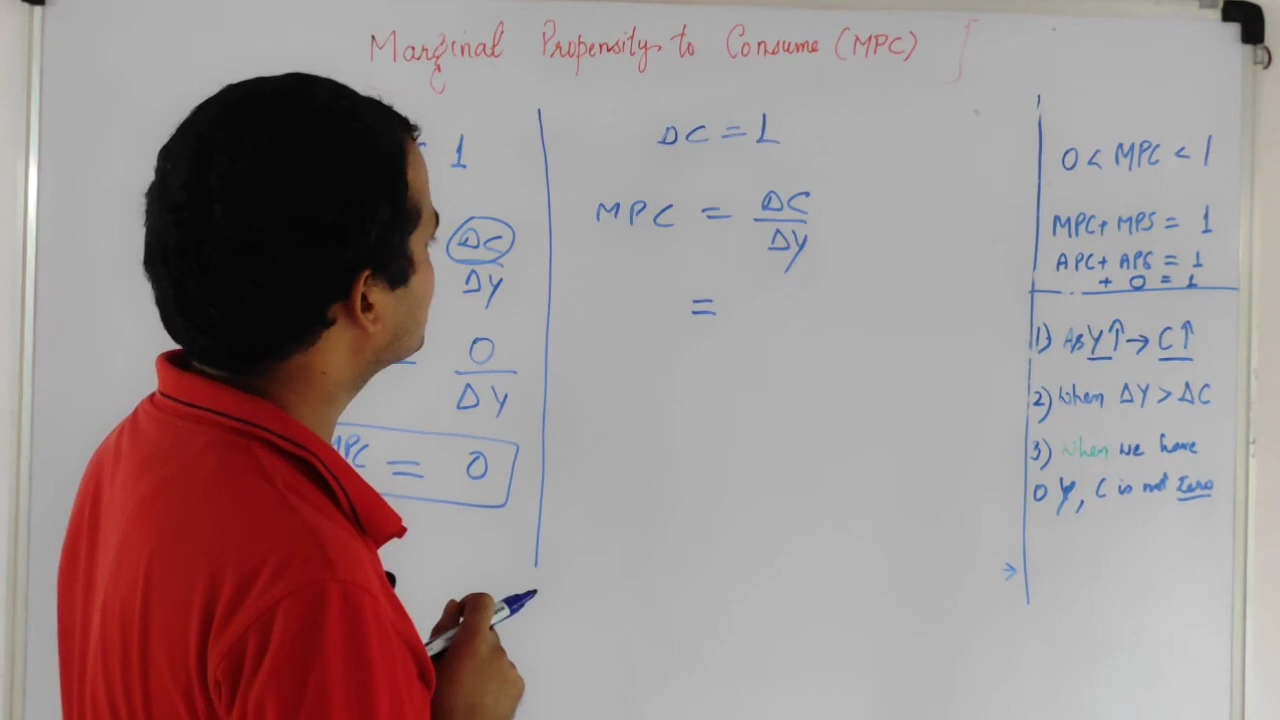 Marginal Propensity to Consume (MPC)
1
ΔC
ΔY
0
ΔY
MPC = 0
ΔC = 1
MPC = ΔC
ΔY
=
0 < MPC < 1
MPC + MPS = 1
APC + APS = 1
+ 0 = 1
1) As Y↑ → C↑
2) When ΔY > ΔC
3) When we have
0 Y, C is not Zero